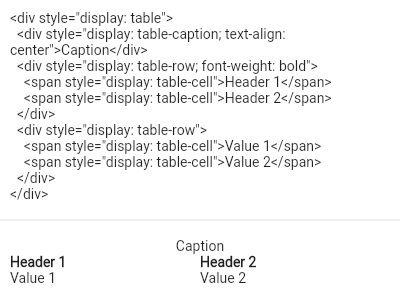 <div style="display: table">
<div style="display: table-caption; text-align:
center">Caption</div>
<div style="display: table-row; font-weight: bold">
<span style="display: table-cell">Header 1</span>
<span style="display: table-cell">Header 2</span>
</div>
<div style="display: table-row">
<span style="display: table-cell">Value 1</span>
<span style="display: table-cell">Value 2</span>
</div>
</div>
Caption
Header 1 Header 2
Value 1 Value 2